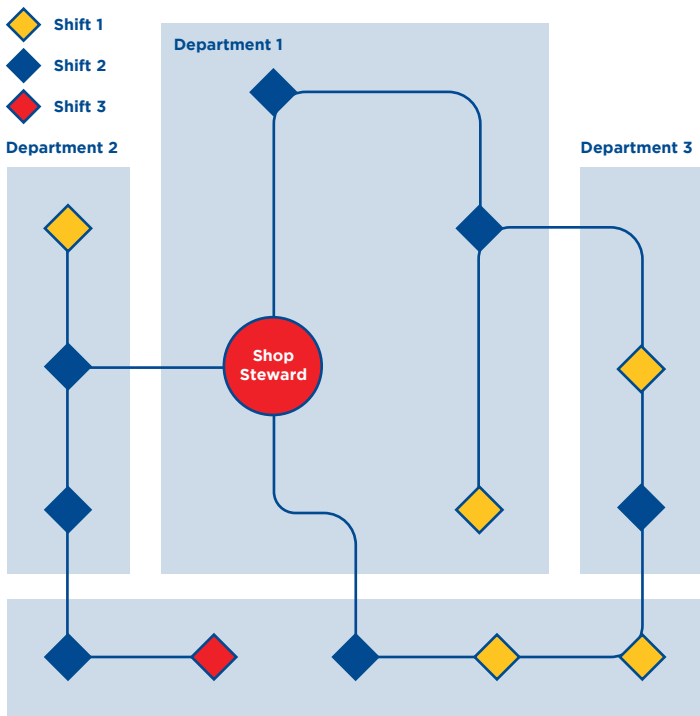 Shift 1
Shift 2
Shift 3
Department 1
Department 2
Department 3
Shop
Steward